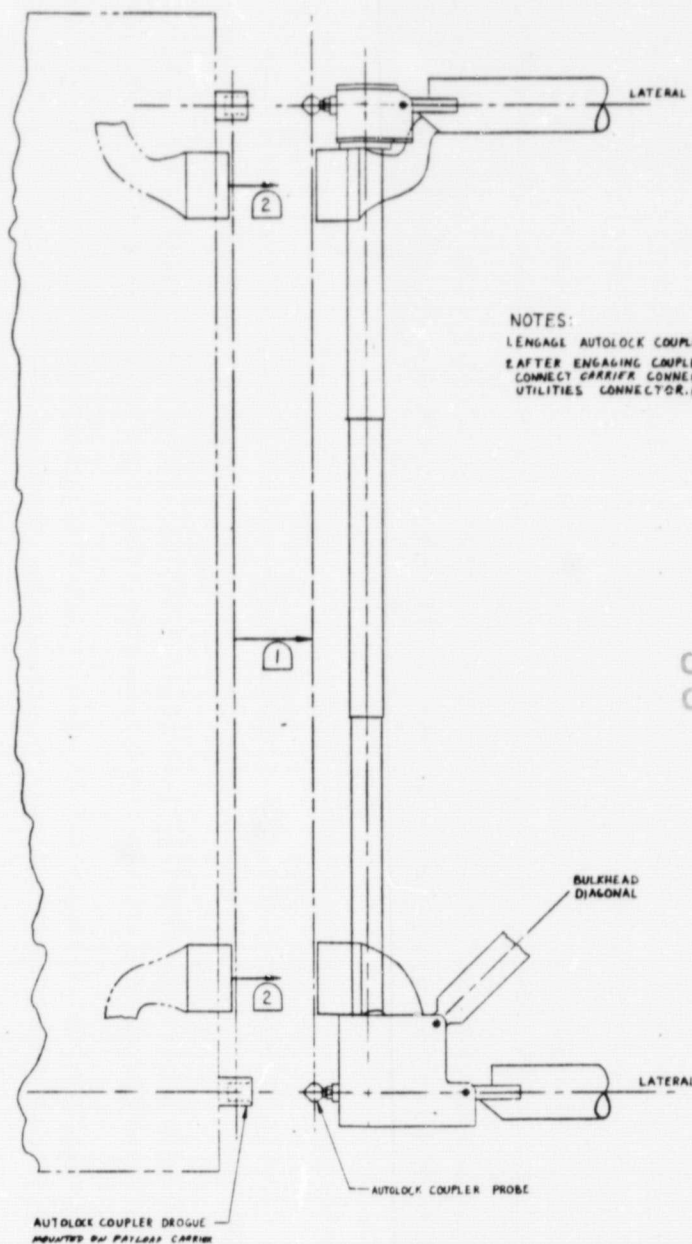 LATERAL
2
NOTES:
1. ENGAGE AUTOLOCK COUPL
2. AFTER ENGAGING COUPLE
CONNECT CARRIER CONNE
UTILITIES CONNECTOR.
1
BULKHEAD
DIAGONAL
2
LATERAL
AUTOLOCK COUPLER PROBE
AUTOLOCK COUPLER DROGUE
MOUNTED ON PAYLOAD CARRIER